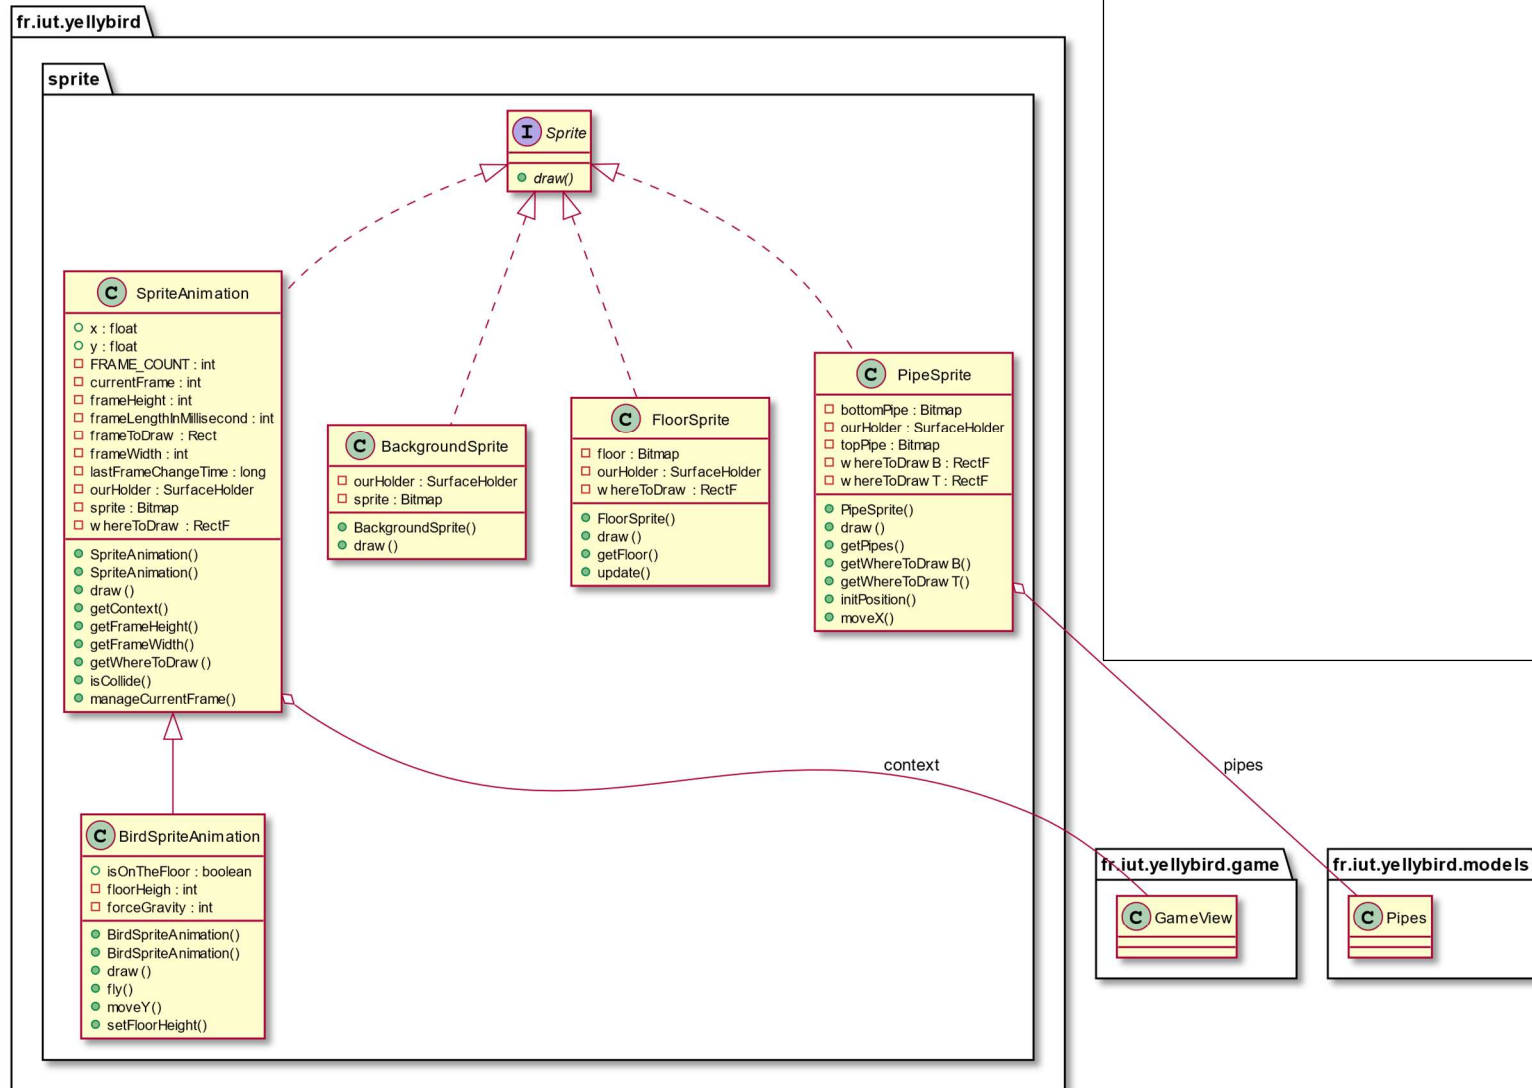 fr.iut.yellybird
sprite
I Sprite
draw()
C SpriteAnimation
x : float
y : float
FRAME_COUNT : int
currentFrame : int
frameHeight : int
frameLengthInMillisecond : int
frameToDraw : Rect
frameWidth : int
lastFrameChangeTime : long
ourHolder : SurfaceHolder
sprite : Bitmap
whereToDraw : RectF
SpriteAnimation()
SpriteAnimation()
draw()
getContext()
getFrameHeight()
getFrameWidth()
getWhereToDraw()
isCollide()
manageCurrentFrame()
C BackgroundSprite
ourHolder : SurfaceHolder
sprite : Bitmap
BackgroundSprite()
draw()
C FloorSprite
floor : Bitmap
ourHolder : SurfaceHolder
whereToDraw : RectF
FloorSprite()
draw()
getFloor()
update()
C PipeSprite
bottomPipe : Bitmap
ourHolder : SurfaceHolder
topPipe : Bitmap
whereToDrawB : RectF
whereToDrawT : RectF
PipeSprite()
draw()
getPipes()
getWhereToDrawB()
getWhereToDrawT()
initPosition()
moveX()
context
pipes
C BirdSpriteAnimation
isOnTheFloor : boolean
floorHeigh : int
forceGravity : int
BirdSpriteAnimation()
BirdSpriteAnimation()
draw()
fly()
moveY()
setFloorHeight()
fr.iut.yellybird.game
C GameView
fr.iut.yellybird.models
C Pipes